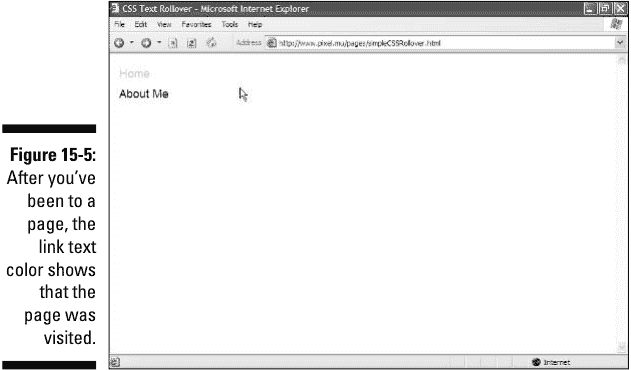 CSS Text Rollover - Microsoft Internet Explorer
File Edit View Favorites Tools Help
Address http://www.pixel.mu/pages/simpleCSSRollover.html
Home
About Me
Figure 15-5:
After you've
been to a
page, the
link text
color shows
that the
page was
visited.
Internet